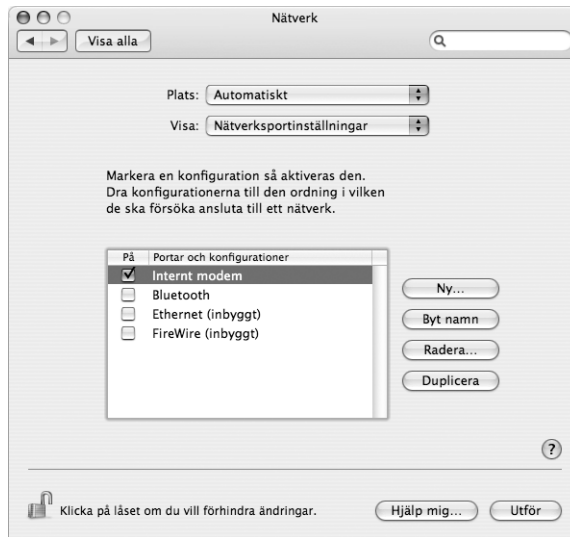 Nätverk
Visa alla
Plats: Automatiskt
Visa: Nätverksportinställningar
Markera en konfiguration så aktiveras den.
Dra konfigurationerna till den ordning i vilken
de ska försöka ansluta till ett nätverk.
På Portar och konfigurationer
Internt modem
Bluetooth
Ethernet (inbyggt)
FireWire (inbyggt)
Ny...
Byt namn
Radera...
Duplicera
?
Klicka på låset om du vill förhindra ändringar.
Hjälp mig... Utför